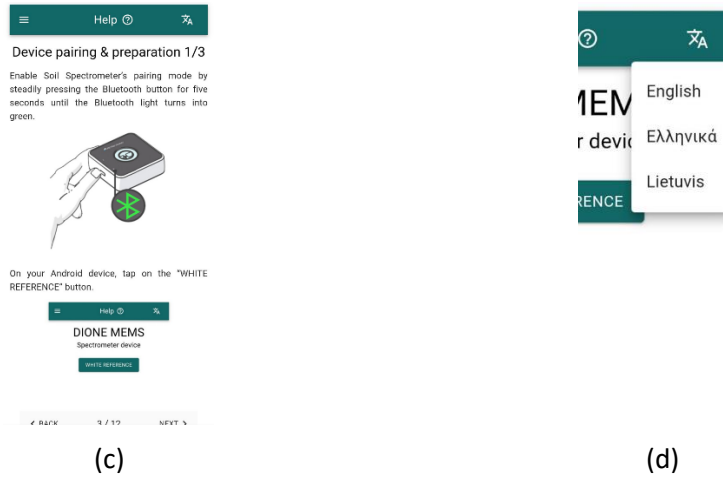 Help
Device pairing & preparation 1/3
Enable Soil Spectrometer's pairing mode by
steadily pressing the Bluetooth button for five
seconds until the Bluetooth light turns into
green.
On your Android device, tap on the "WHITE
REFERENCE" button.
Help
DIONE MEMS
Spectrometer device
WHITE REFERENCE
BACK 3 / 12 NEXT
(c)
English
Ελληνικά
Lietuvis
MEM
r devic
RENCE
(d)